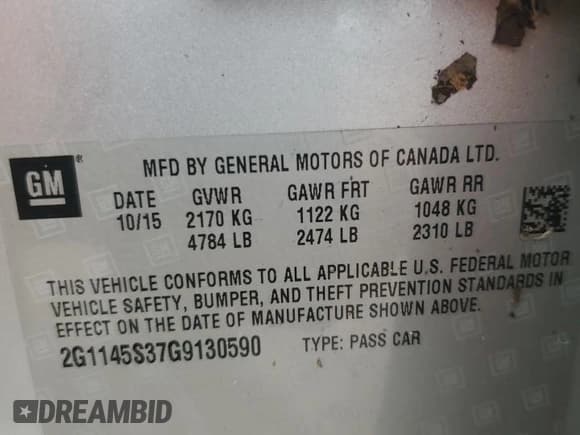 GM ®
MFD BY GENERAL MOTORS OF CANADA LTD.
DATE GVWR GAWR FRT GAWR RR
10/15 2170 KG 1122 KG 1048 KG
4784 LB 2474 LB 2310 LB
THIS VEHICLE CONFORMS TO ALL APPLICABLE U.S. FEDERAL MOTOR
VEHICLE SAFETY, BUMPER, AND THEFT PREVENTION STANDARDS IN
EFFECT ON THE DATE OF MANUFACTURE SHOWN ABOVE.
2G1145S37G9130590 TYPE: PASS CAR
DREAMBID